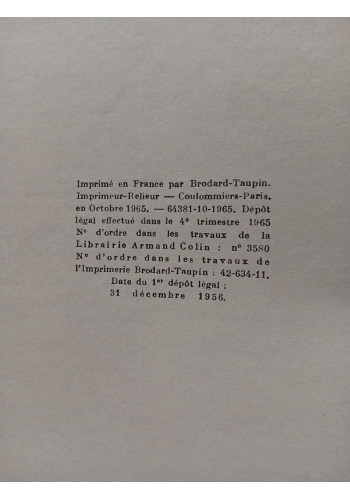 Imprimé en France par Brodard-Taupin.
Imprimeur-Relieur — Coulommiers-Paris.
en Octobre 1965. — 64381-10-1965. Dépôt
légal effectué dans le 4e trimestre 1965
N° d'ordre dans les travaux de la
Librairie Armand Colin : n° 3580
N° d'ordre dans les travaux de
l'Imprimerie Brodard-Taupin : 42-634-11.
Date du 1er dépôt légal :
31 décembre 1956.